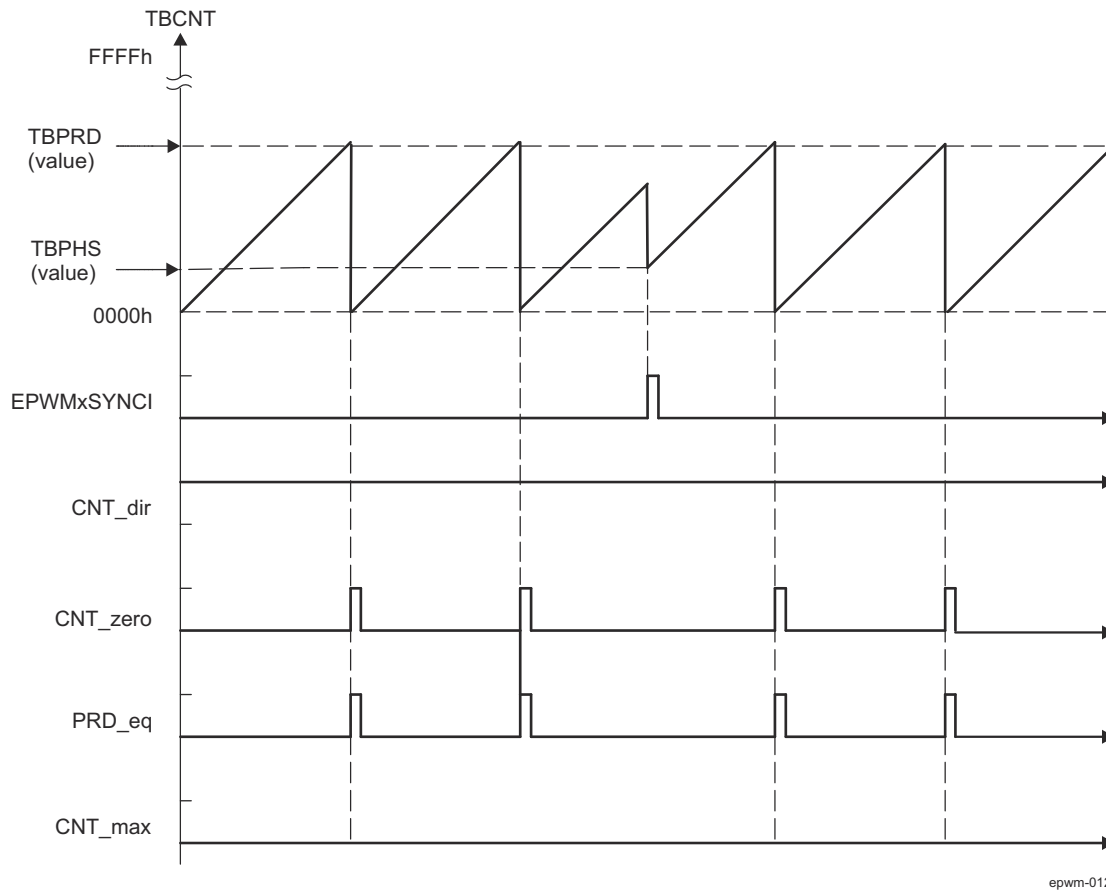 TBCNT
FFFFh
TBPRD
(value)
TBPHS
(value)
0000h
EPWMxSYNCI
CNT_dir
CNT_zero
PRD_eq
CNT_max